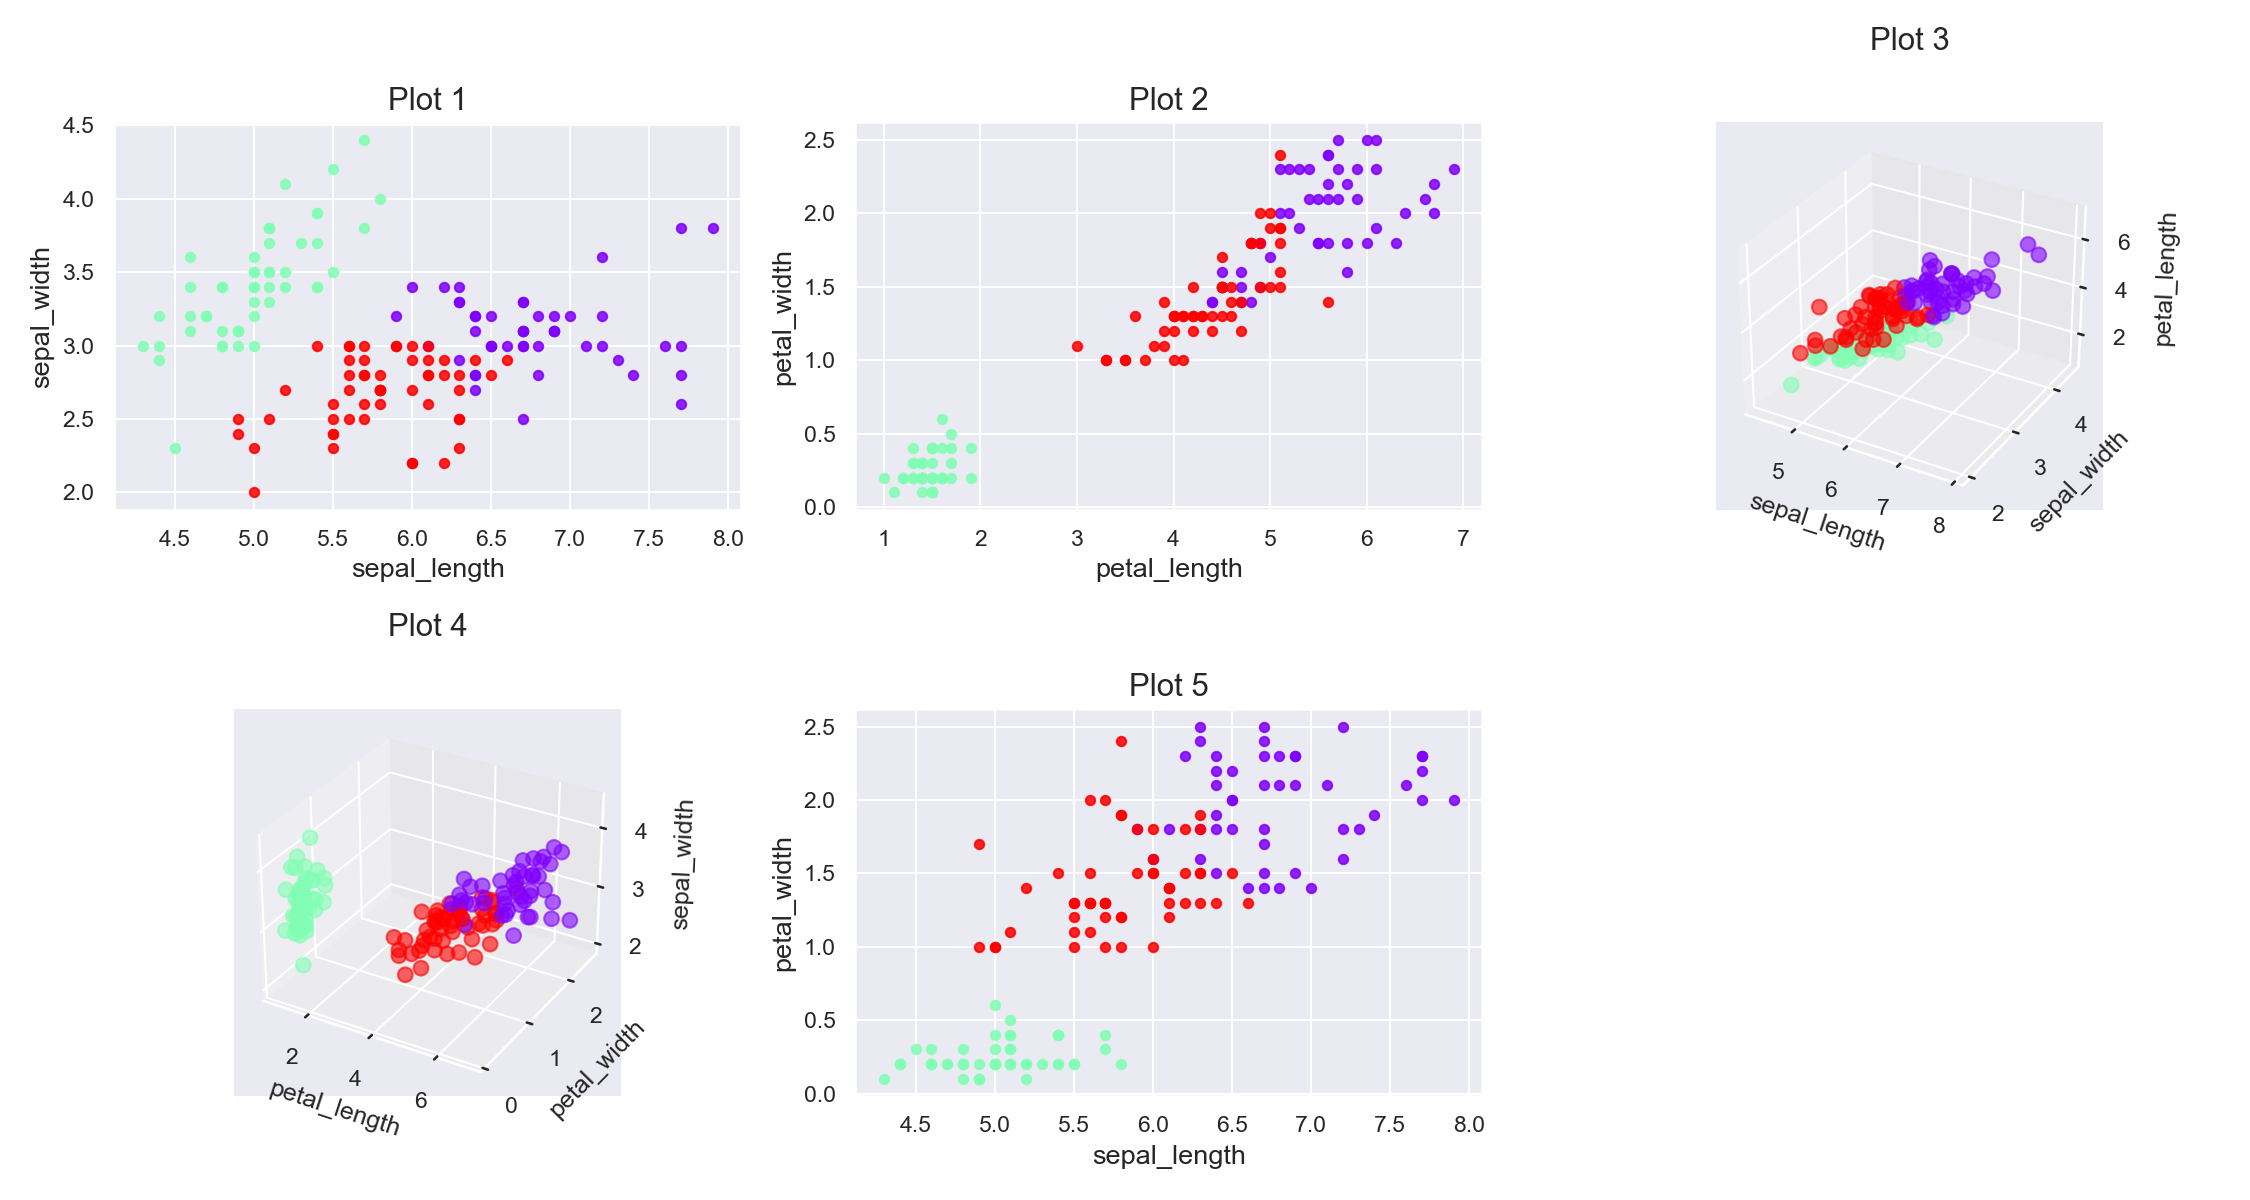 Plot 1
4.5
4.0
3.5
3.0
2.5
2.0
sepal_width
4.5 5.0 5.5 6.0 6.5 7.0 7.5 8.0
sepal_length
Plot 2
2.5
2.0
1.5
1.0
0.5
0.0
petal_width
1 2 3 4 5 6 7
petal_length
Plot 3
6
4
2
petal_length
4
3
2
sepal_width
5 6 7 8
sepal_length
Plot 4
4
3
2
sepal_width
2
1
0
petal_width
2 4 6
petal_length
Plot 5
2.5
2.0
1.5
1.0
0.5
0.0
petal_width
4.5 5.0 5.5 6.0 6.5 7.0 7.5 8.0
sepal_length